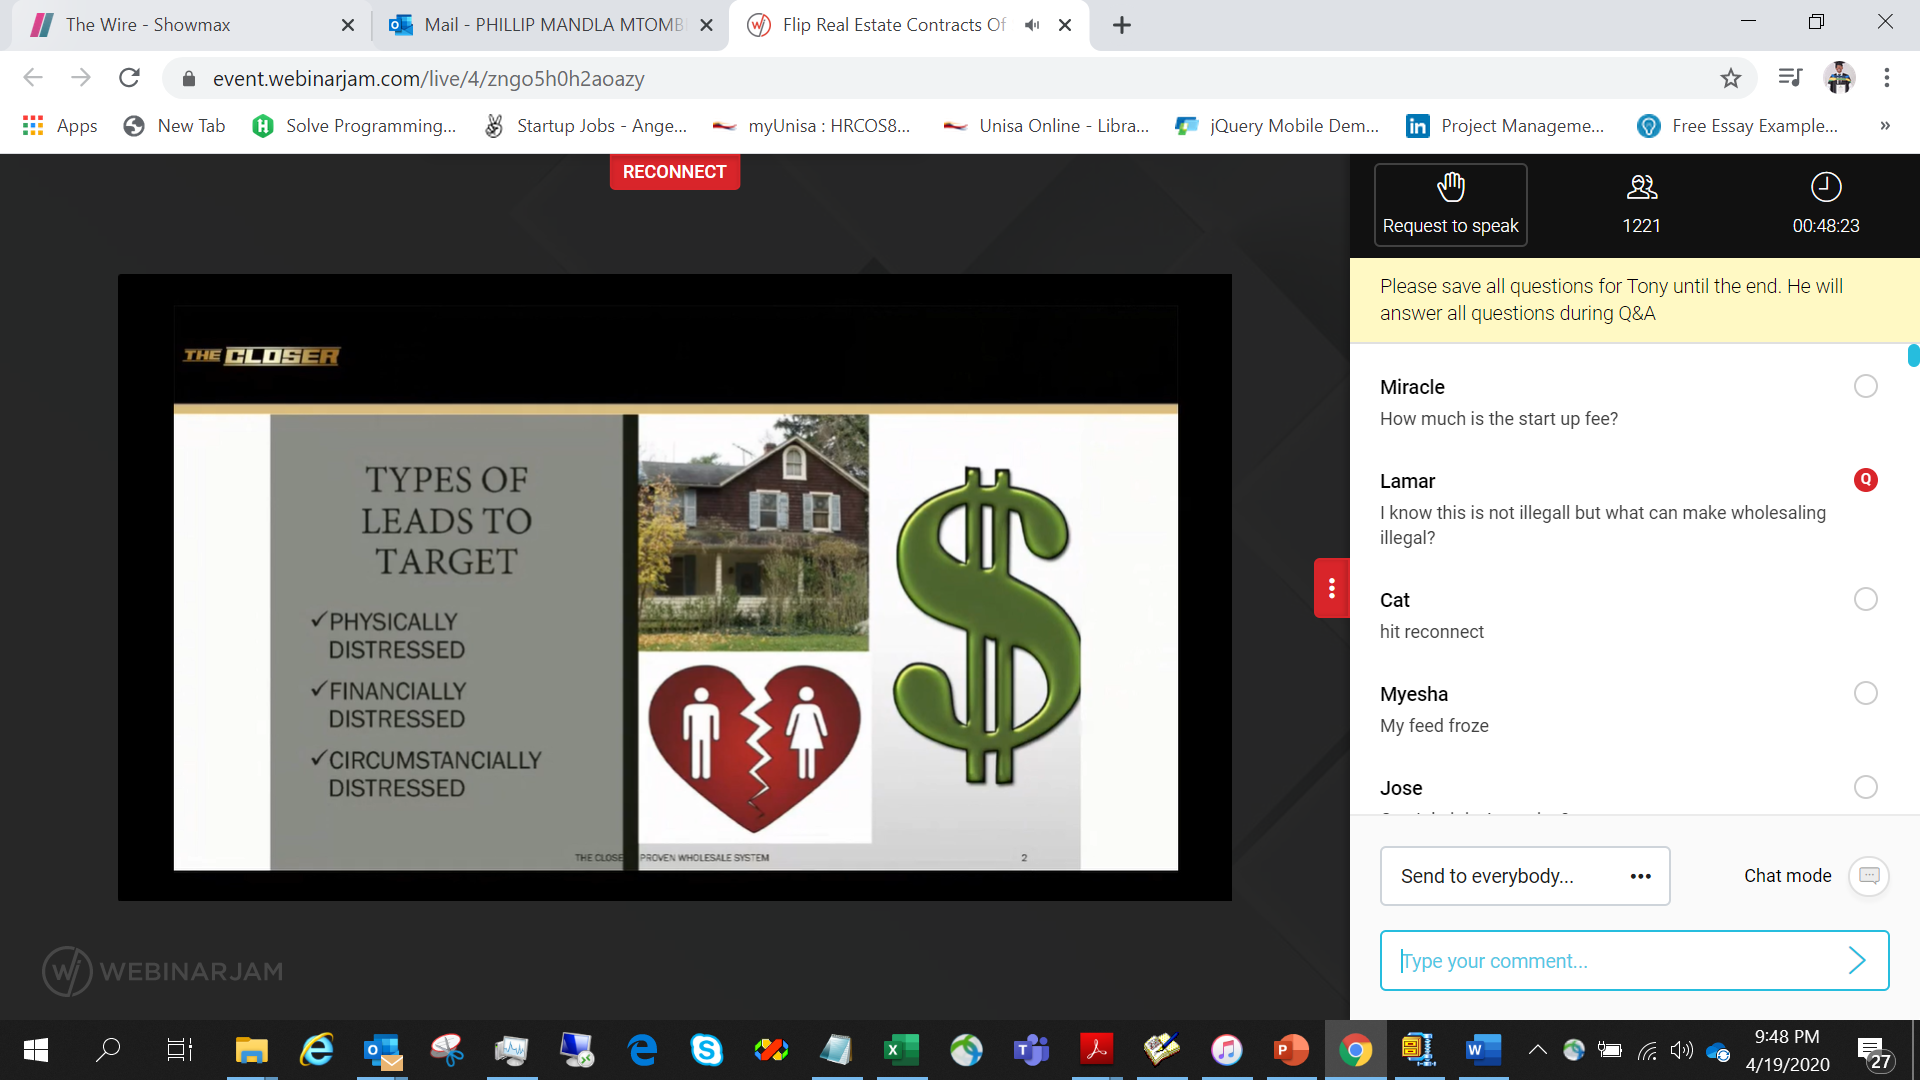 The Wire - Showmax
Mail - PHILLIP MANDLA MTOMB
Flip Real Estate Contracts Of
event.webinarjam.com/live/4/zngo5h0h2aoazy
Apps
New Tab
Solve Programming...
Startup Jobs - Ange...
myUnisa : HRCOS8...
Unisa Online - Libra...
jQuery Mobile Dem...
Project Manageme...
Free Essay Example...
»
RECONNECT
Request to speak
1221
00:48:23
Please save all questions for Tony until the end. He will
answer all questions during Q&A
THE CLOSER
TYPES OF
LEADS TO
TARGET
✓PHYSICALLY
DISTRESSED
✓FINANCIALLY
DISTRESSED
✓CIRCUMSTANCIALLY
DISTRESSED
THE CLOSE PROVEN WHOLESALE SYSTEM
2
WEBINARJAM
Miracle
How much is the start up fee?
Lamar
Q
I know this is not illegall but what can make wholesaling
illegal?
Cat
hit reconnect
Myesha
My feed froze
Jose
Send to everybody...
Chat mode
Type your comment...
9:48 PM
4/19/2020
27